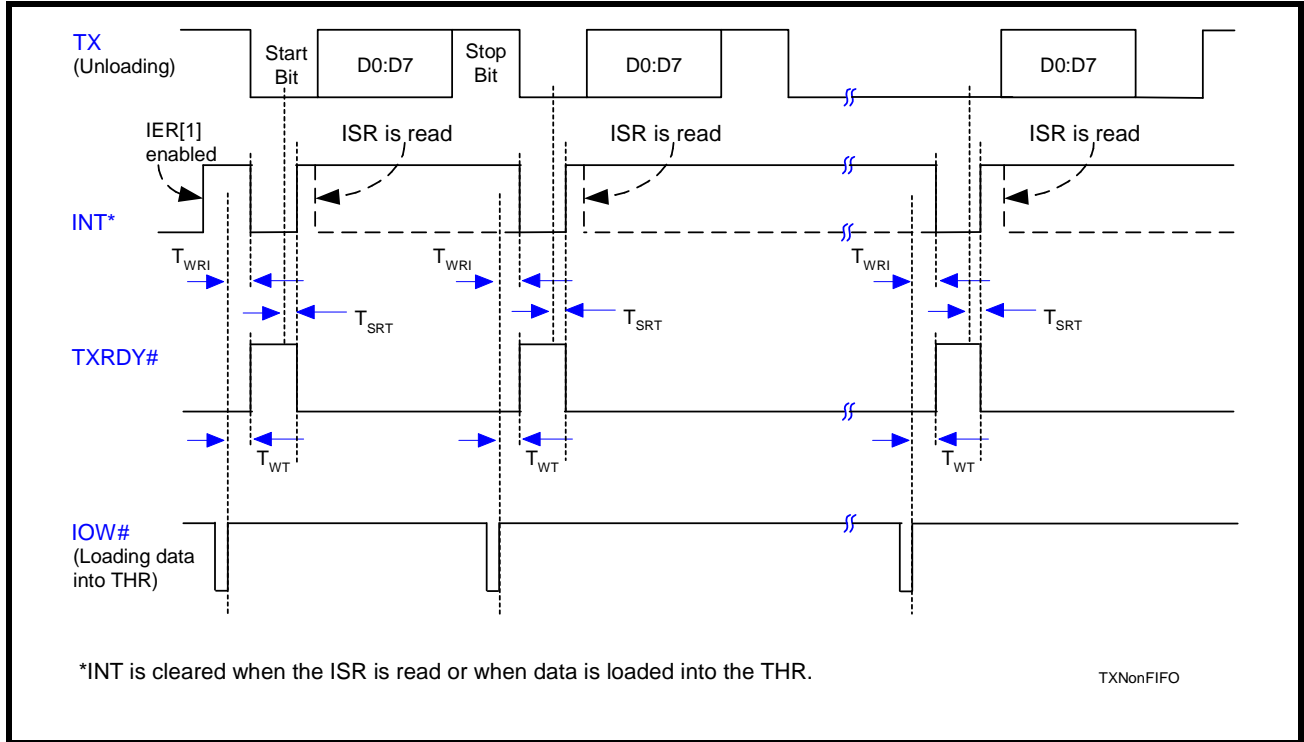 TX
(Unloading)
Start
Bit
D0:D7
Stop
Bit
D0:D7
D0:D7
IER[1]
enabled
ISR is read
ISR is read
ISR is read
INT*
TWRI
TWRI
TWRI
TSRT
TSRT
TSRT
TXRDY#
TWT
TWT
TWT
IOW#
(Loading data
into THR)
*INT is cleared when the ISR is read or when data is loaded into the THR.
TXNonFIFO